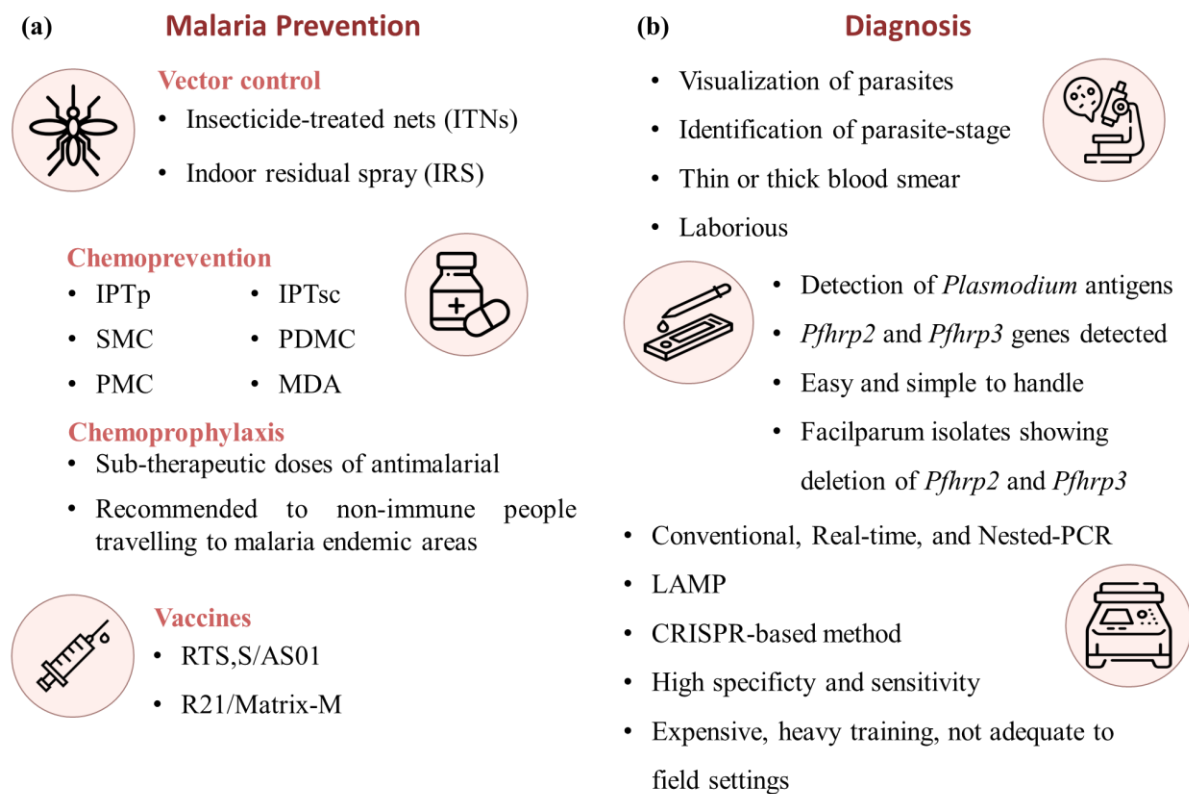 (a) Malaria Prevention
Vector control
• Insecticide-treated nets (ITNs)
• Indoor residual spray (IRS)
Chemoprevention
• IPTp • IPTsc
• SMC • PDMC
• PMC • MDA
Chemoprophylaxis
• Sub-therapeutic doses of antimalarial
• Recommended to non-immune people
travelling to malaria endemic areas
Vaccines
• RTS,S/AS01
• R21/Matrix-M
(b) Diagnosis
• Visualization of parasites
• Identification of parasite-stage
• Thin or thick blood smear
• Laborious
• Detection of Plasmodium antigens
• Pfhrp2 and Pfhrp3 genes detected
• Easy and simple to handle
• Facilparum isolates showing
deletion of Pfhrp2 and Pfhrp3
• Conventional, Real-time, and Nested-PCR
• LAMP
• CRISPR-based method
• High specificty and sensitivity
• Expensive, heavy training, not adequate to
field settings